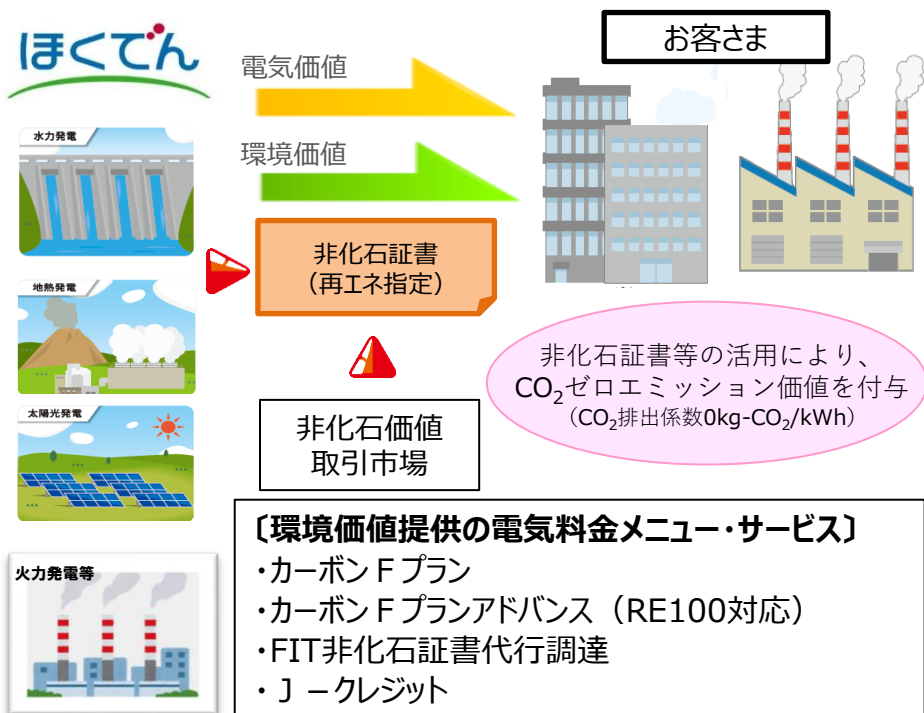 ほくでん
お客さま
電気価値
環境価値
水力発電
地熱発電
太陽光発電
火力発電等
非化石証書
（再エネ指定）
非化石価値
取引市場
非化石証書等の活用により、
CO₂ゼロエミッション価値を付与
（CO₂排出係数0kg-CO₂/kWh）
〔環境価値提供の電気料金メニュー・サービス〕
・カーボンＦプラン
・カーボンＦプランアドバンス（RE100対応）
・FIT非化石証書代行調達
・Ｊ－クレジット